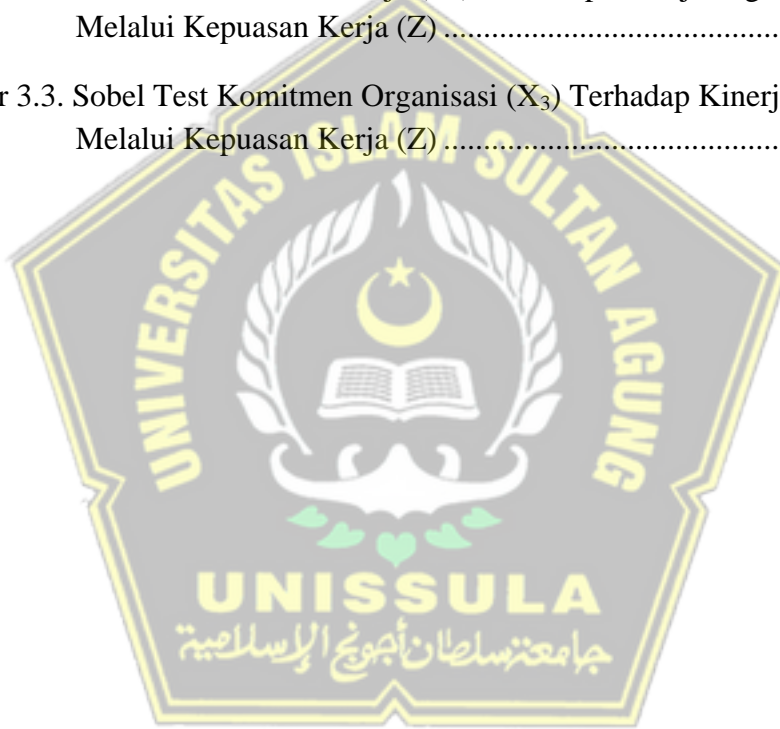 Melalui Kepuasan Kerja (Z) ...................................
r 3.3. Sobel Test Komitmen Organisasi (X₃) Terhadap Kinerj
Melalui Kepuasan Kerja (Z) ...................................
UNIVERSITAS ISLAM SULTAN AGUNG
UNISSULA
جامعة سلطان أجونج الإسلامية